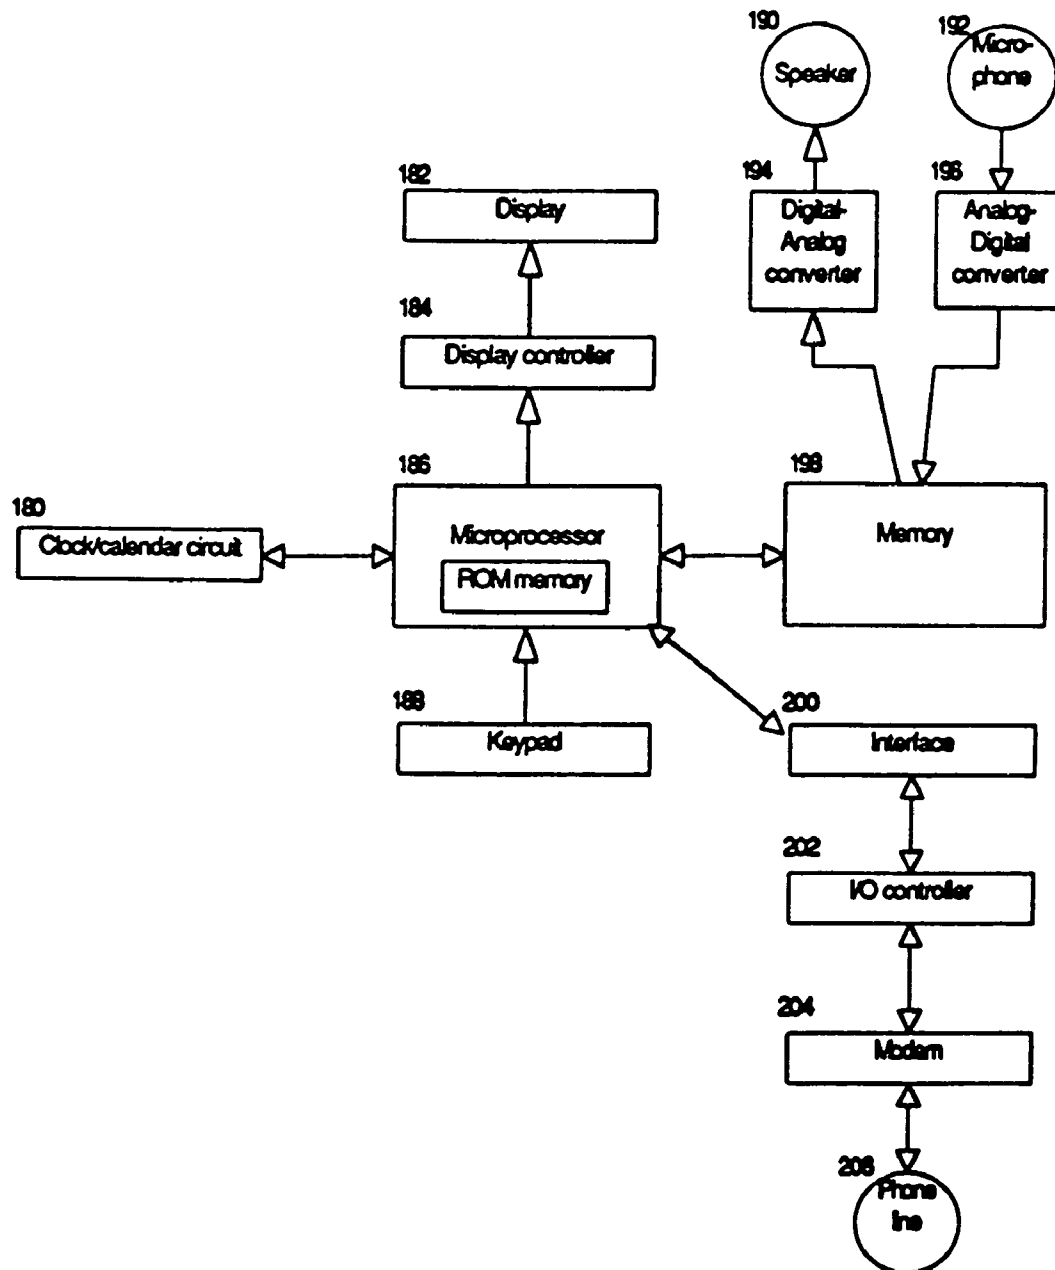 190
Speaker
192
Micro-
phone
182
Display
194
Digital-
Analog
converter
196
Analog-
Digital
converter
184
Display controller
186
Microprocessor
ROM memory
198
Memory
180
Clock/calendar circuit
188
Keypad
200
Interface
202
I/O controller
204
Modem
206
Phone
line